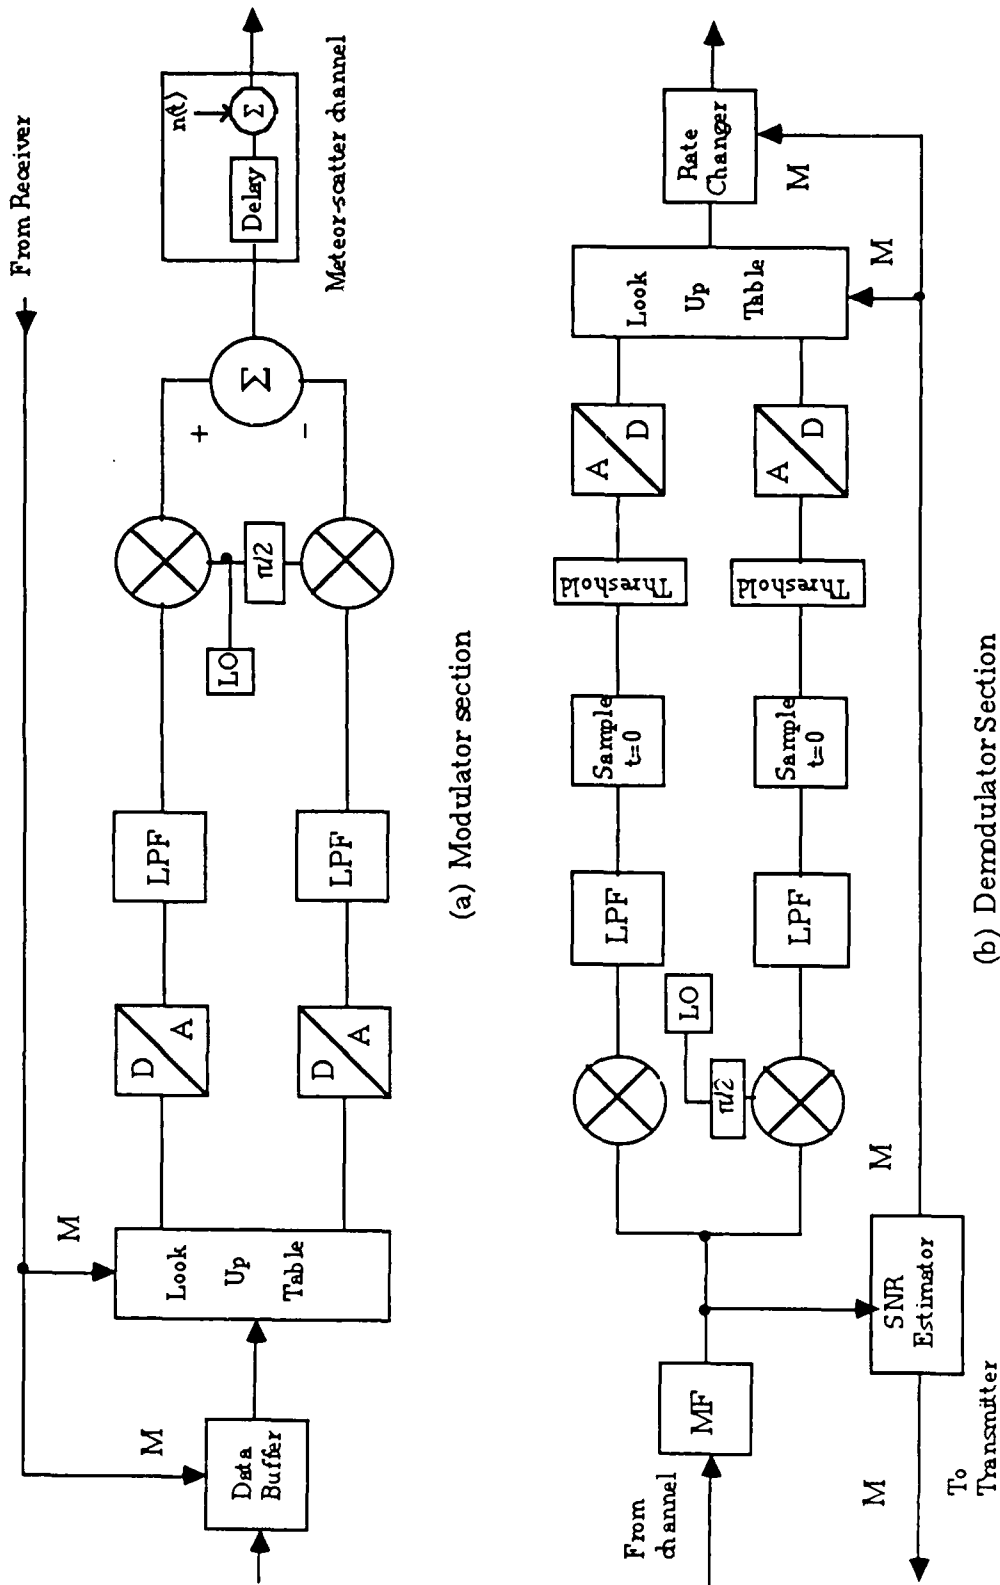 From Receiver
M
M
Data
Buffer
Look
Up
Table
D
A
D
A
LPF
LPF
LO
π/2
+
-
Σ
Delay
n(t)
Σ
Meteor-scatter channel
(a) Modulator section
From
channel
MF
SNR
Estimator
M
To
Transmitter
M
LO
π/2
LPF
LPF
Sample
t=0
Sample
t=0
Threshold
Threshold
A
D
A
D
Look
Up
Table
M
Rate
Changer
M
(b) Demodulator Section